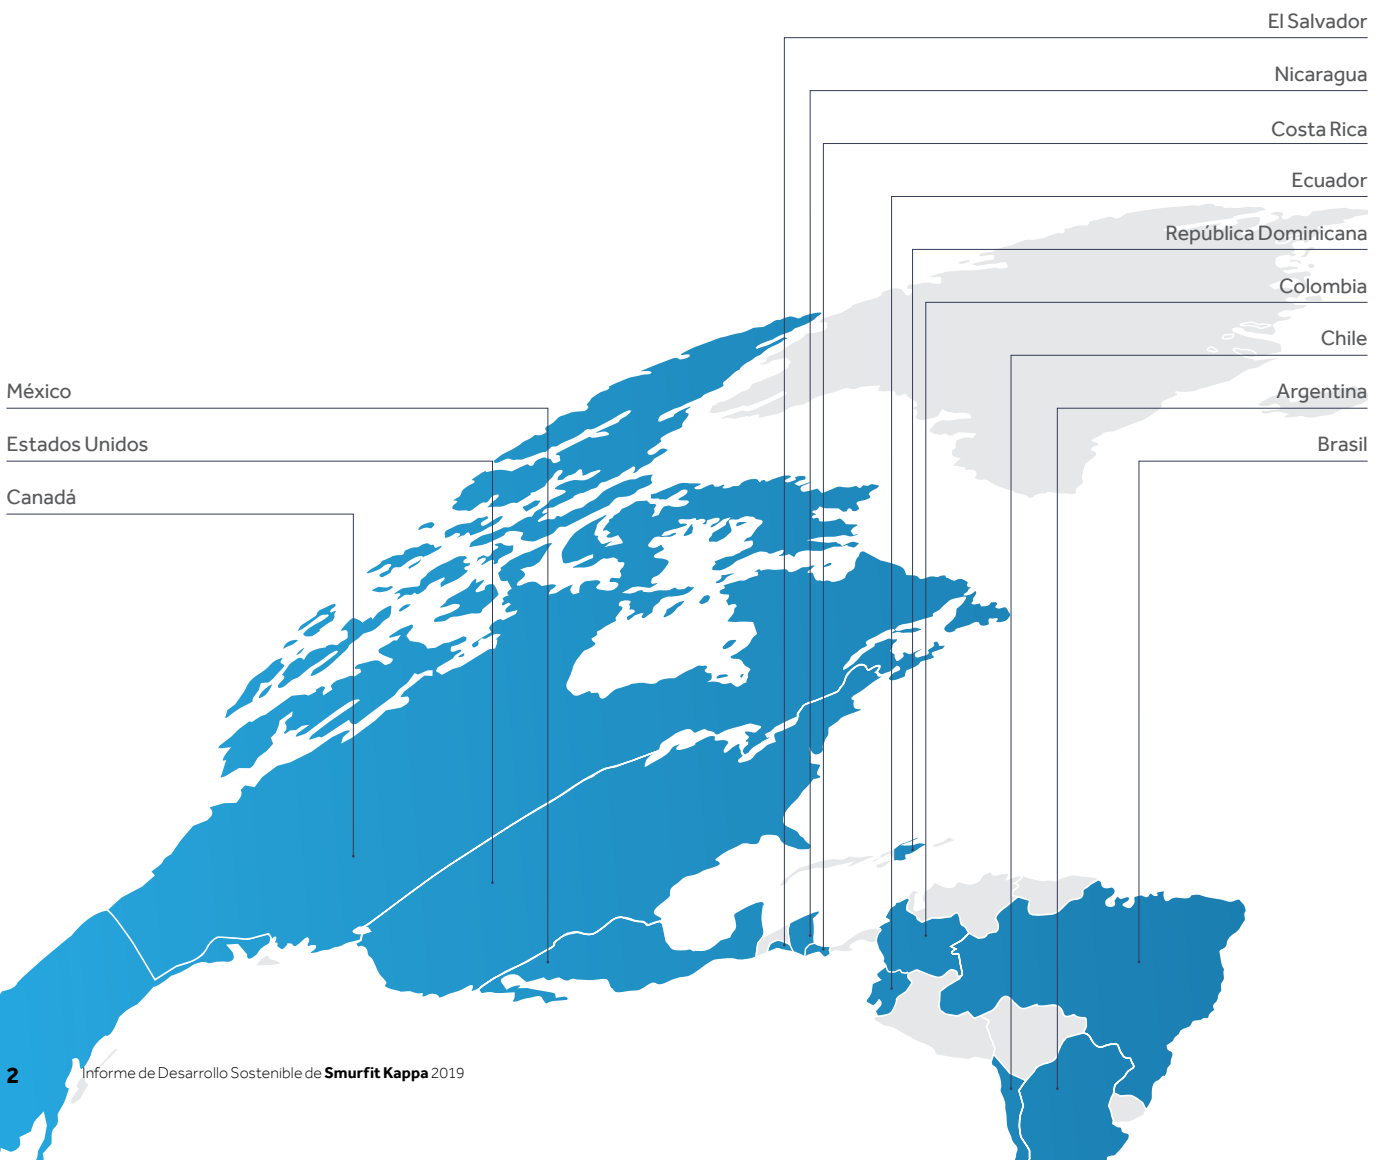 El Salvador
Nicaragua
Costa Rica
Ecuador
República Dominicana
Colombia
Chile
Argentina
Brasil
México
Estados Unidos
Canadá
2 Informe de Desarrollo Sostenible de Smurfit Kappa 2019